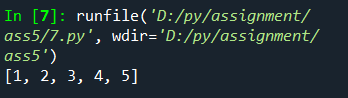 In [7]: runfile('D:/py/assignment/
ass5/7.py', wdir='D:/py/assignment/
ass5')
[1, 2, 3, 4, 5]